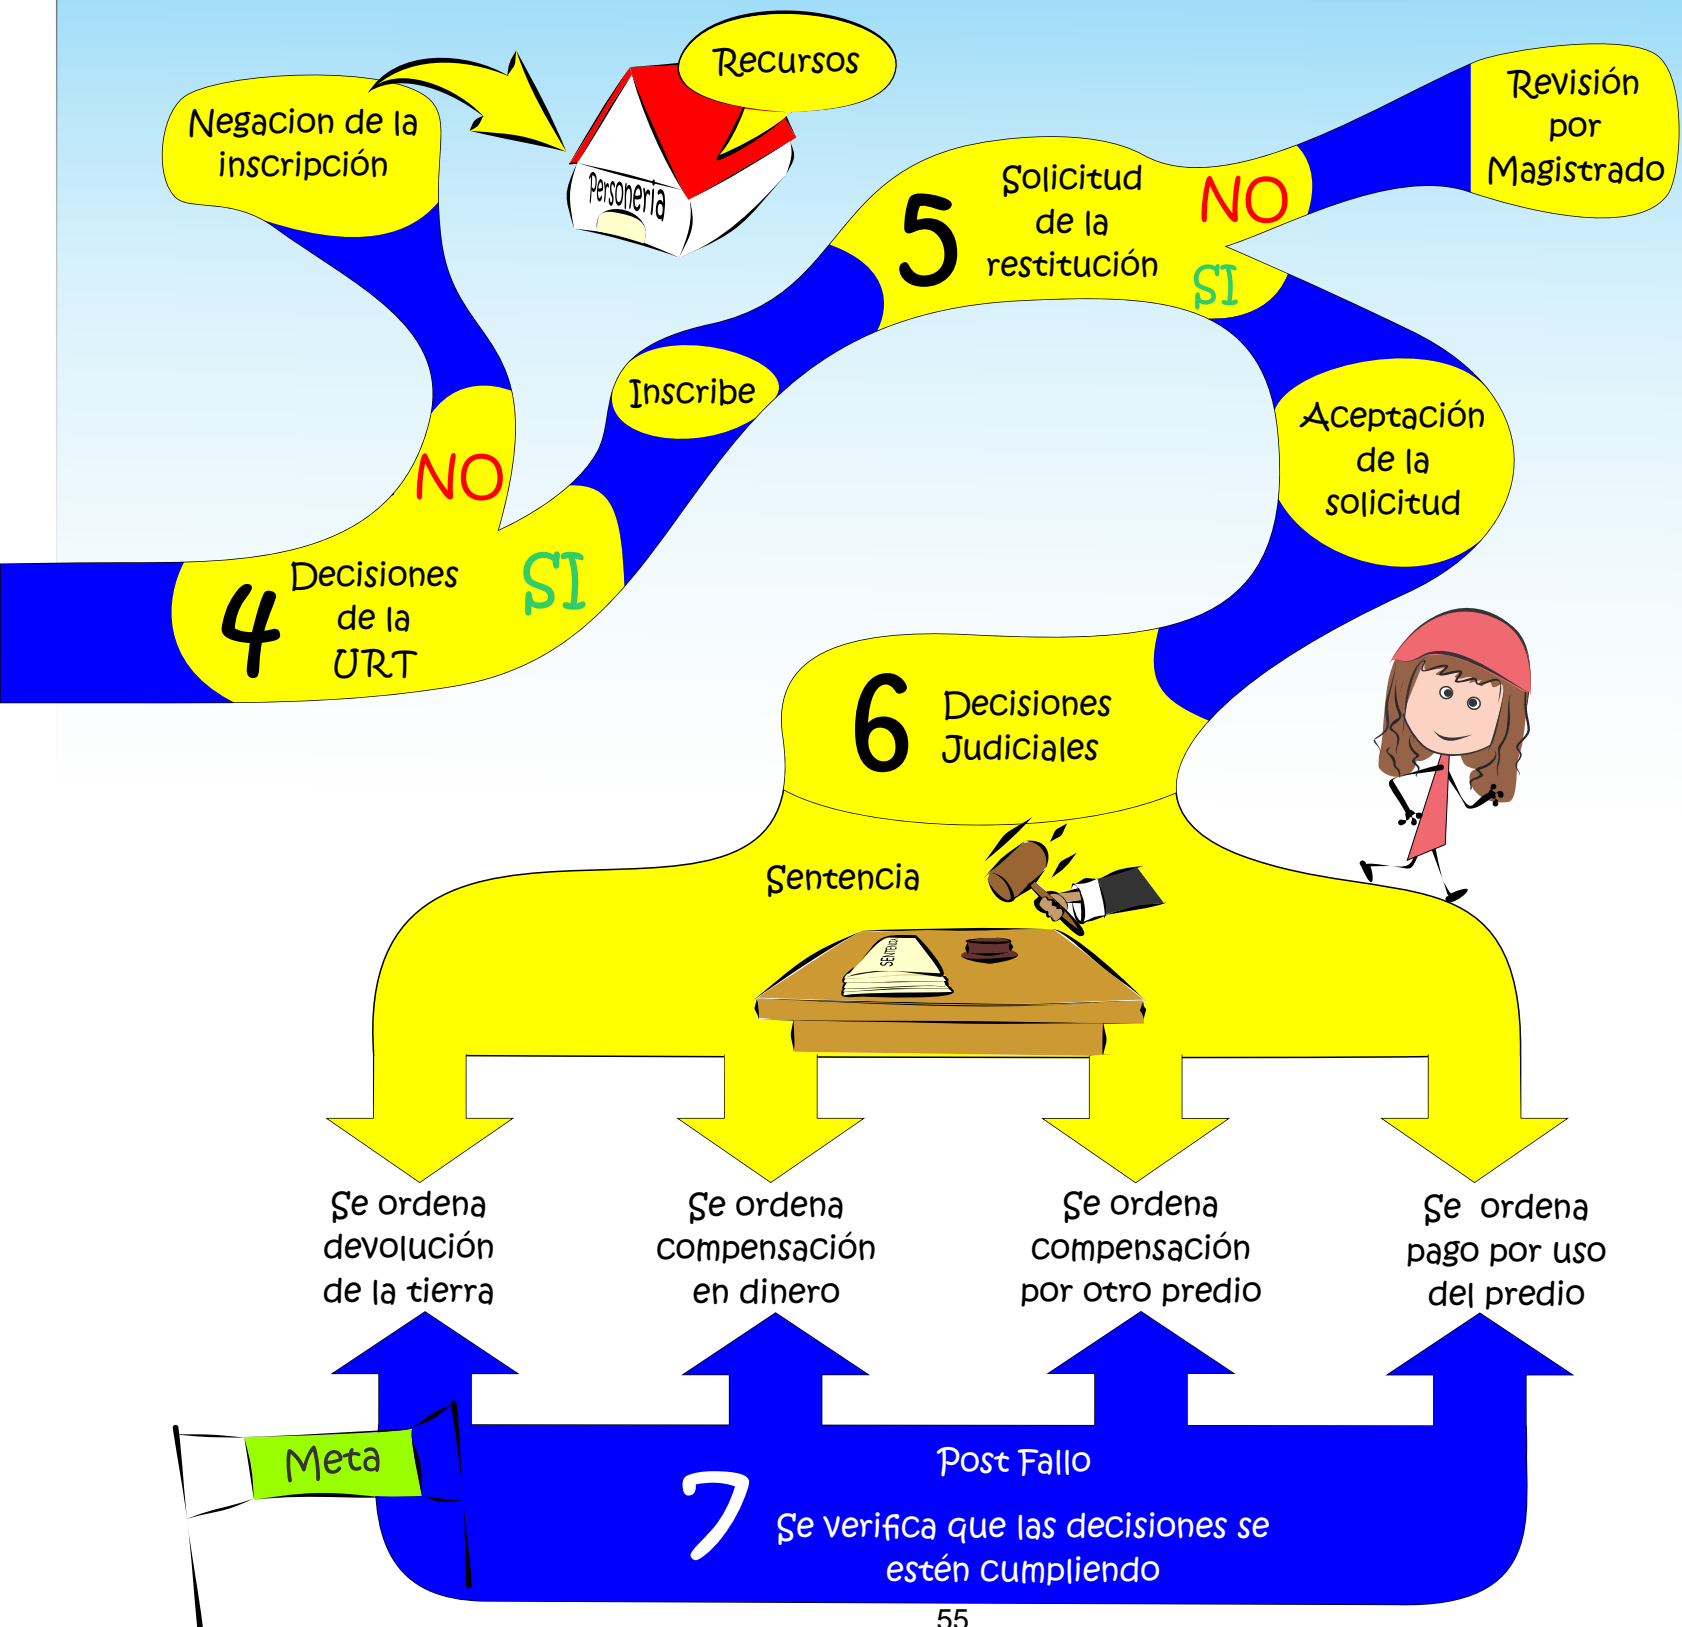 Negacion de la
inscripción
Recursos
Personeria
Revisión
por
Magistrado
5
Solicitud
de la
restitución
NO
SI
Inscribe
Aceptación
de la
solicitud
NO
SI
4
Decisiones
de la
URT
6
Decisiones
Judiciales
Sentencia
SENTENCIA
Se ordena
devolución
de la tierra
Se ordena
compensación
en dinero
Se ordena
compensación
por otro predio
Se ordena
pago por uso
del predio
Meta
7
Post Fallo
Se verifica que las decisiones se
estén cumpliendo
55